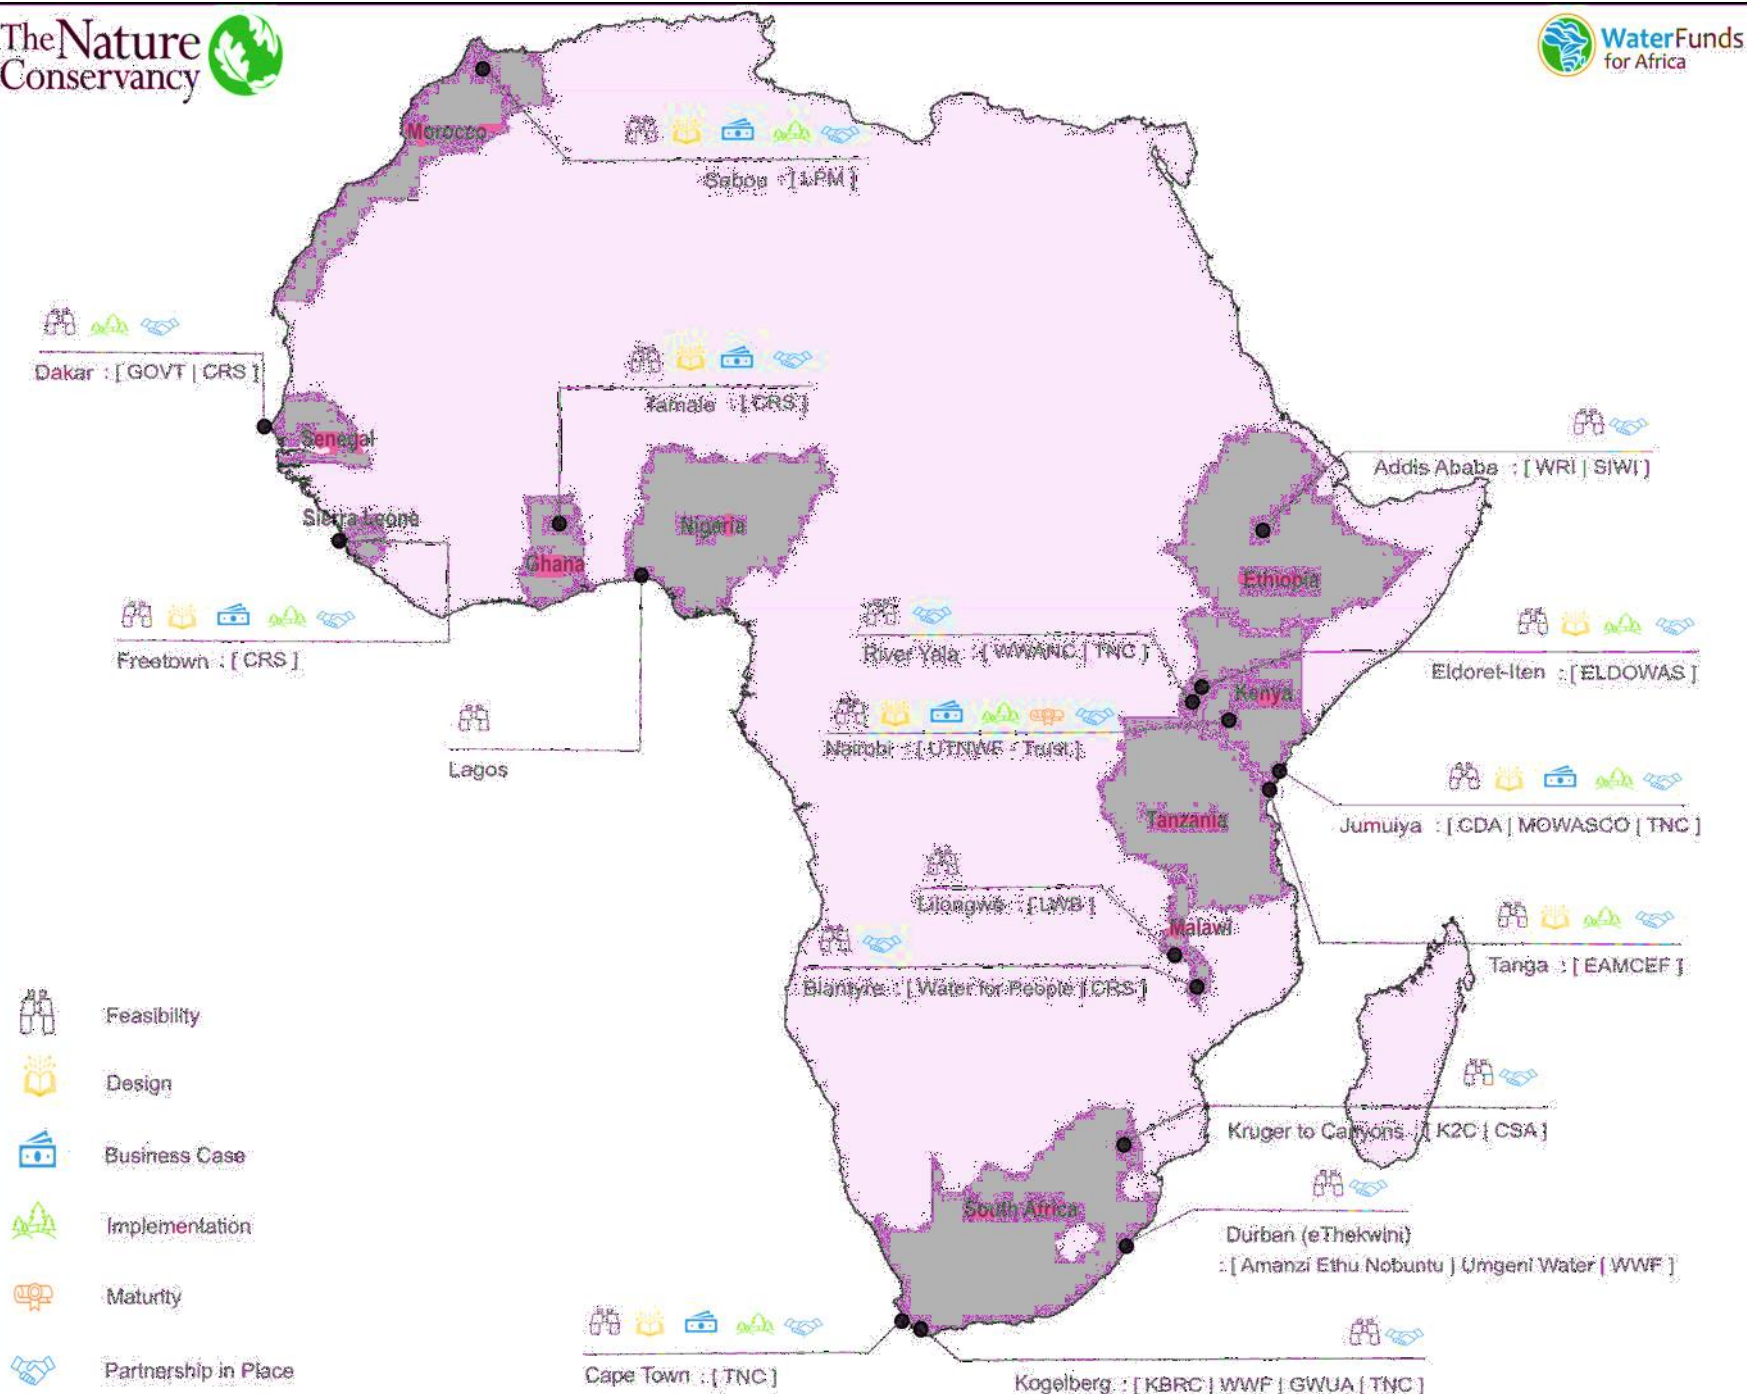 The Nature
Conservancy
WaterFunds
for Africa
Morocco
Sebou : [ LPM ]
Dakar : [ GOVT | CRS ]
Tamale : [ CRS ]
Senegal
Addis Ababa : [ WRI | SIWI ]
Sierra Leone
Nigeria
Ghana
Ethiopia
Freetown : [ CRS ]
River Yala : [ WWANC | TNC ]
Eldoret-Iten : [ ELDOWAS ]
Kenya
Nairobi : [ UTNWF - Trust ]
Lagos
Tanzania
Jumuiya : [ CDA | MOWASCO | TNC ]
Lilongwe : [ LWB ]
Malawi
Tanga : [ EAMCEF ]
Blantyre : [ Water for People | CRS ]
Feasibility
Design
Kruger to Canyons : [ K2C | CSA ]
Business Case
South Africa
Implementation
Durban (eThekwini)
: [ Amanzi Ethu Nobuntu | Umgeni Water | WWF ]
Maturity
Partnership in Place
Cape Town : [ TNC ]
Kogelberg : [ KBRC | WWF | GWUA | TNC ]